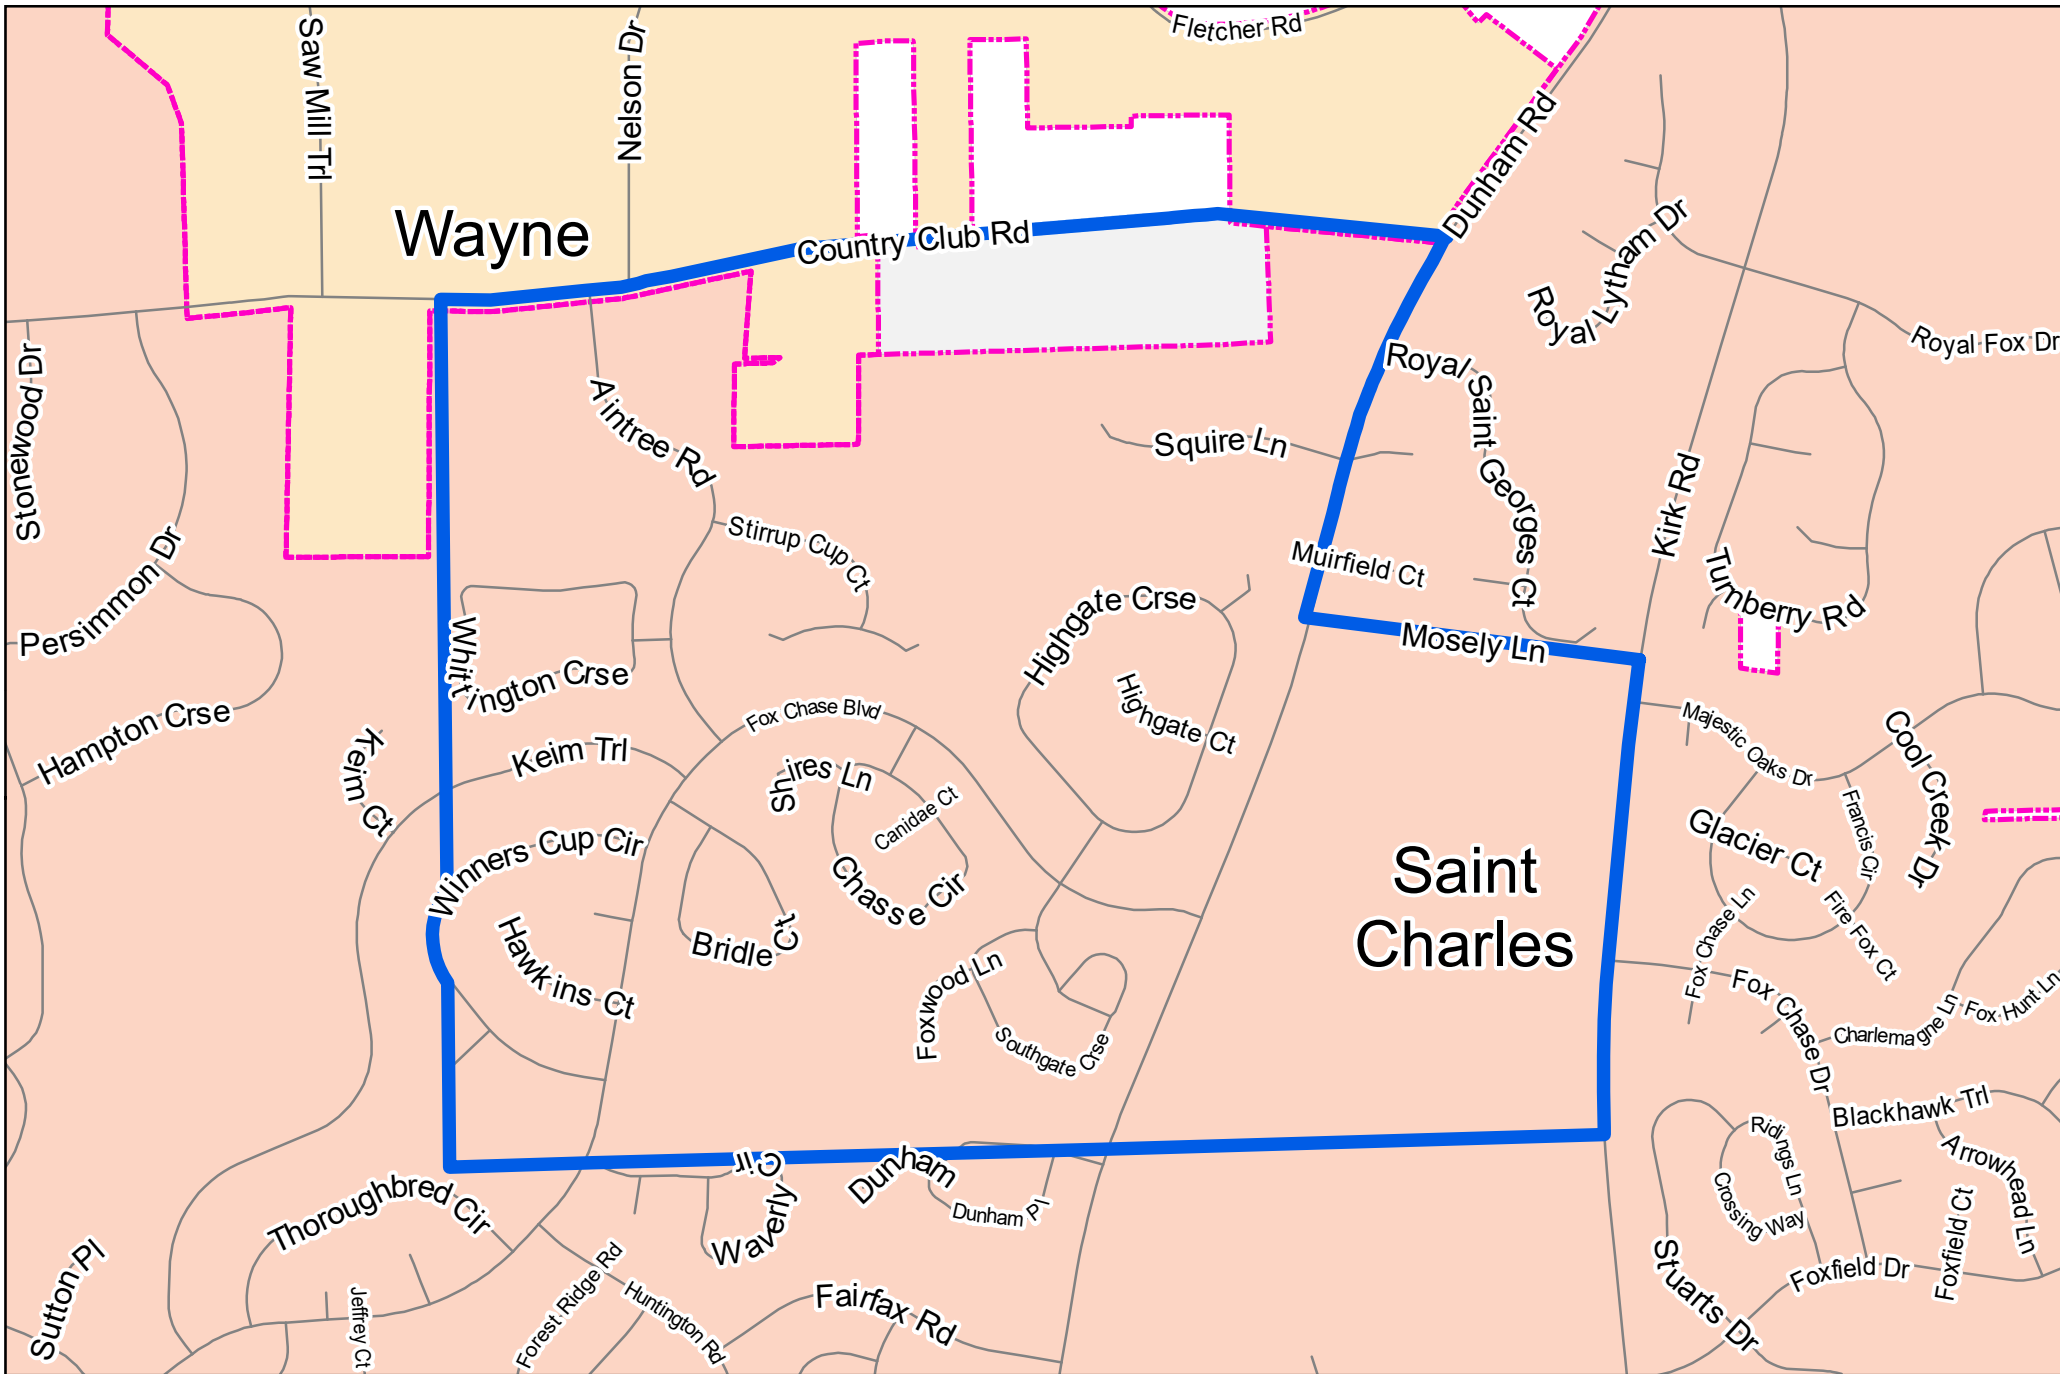 Fletcher Rd
Saw Mill Trl
Nelson Dr
Dunham Rd
Wayne
Country Club Rd
Royal Lytham Dr
Royal Fox Dr
Stonewood Dr
Aintree Rd
Royal Saint Georges Ct
Squire Ln
Kirk Rd
Stirrup Cup Ct
Muirfield Ct
Persimmon Dr
Highgate Crse
Turnberry Rd
Whittington Crse
Mosely Ln
Hampton Crse
Fox Chase Blvd
Highgate Ct
Majestic Oaks Dr
Keim Ct
Keim Trl
Shires Ln
Cool Creek Dr
Canidae Ct
Francis Cir
Glacier Ct
Winners Cup Cir
Saint
Charles
Chasse Cir
Fox Chase Ln
Fire Fox Ct
Hawkins Ct
Bridle Ct
Foxwood Ln
Fox Chase Dr
Fox Hunt Ln
Charlemagne Ln
Southgate Crse
Blackhawk Trl
Ridings Ln
Arrowhead Ln
Thoroughbred Cir
Waverly Cir
Dunham
Dunham Pl
Crossing Way
Foxfield Ct
Foxfield Dr
Sutton Pl
Jeffrey Ct
Forest Ridge Rd
Huntington Rd
Fairfax Rd
Stuarts Dr